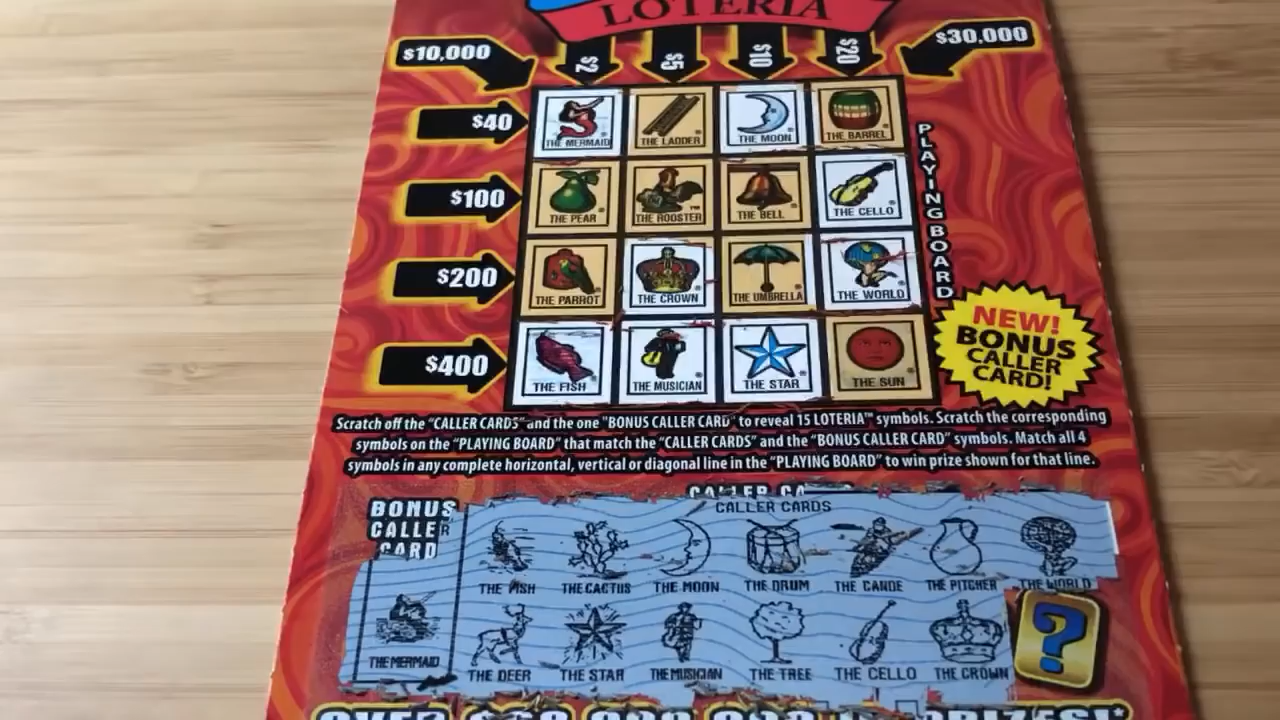 LOTERIA
$10,000
$2
$5
$10
$20
$30,000
$40
THE MERMAID
THE LADDER
THE MOON
THE BARREL
$100
THE PEAR
THE ROOSTER
THE BELL
THE CELLO
PLAYING BOARD
$200
THE PARROT
THE CROWN
THE UMBRELLA
THE WORLD
$400
THE FISH
THE MUSICIAN
THE STAR
THE SUN
NEW!
BONUS
CALLER
CARD!
Scratch off the "CALLER CARDS" and the one "BONUS CALLER CARD" to reveal 15 LOTERIA™ symbols. Scratch the corresponding
symbols on the "PLAYING BOARD" that match the "CALLER CARDS" and the "BONUS CALLER CARD" symbols. Match all 4
symbols in any complete horizontal, vertical or diagonal line in the "PLAYING BOARD" to win prize shown for that line.
CALLER CA
BONUS
CALLER
CARD
CALLER CARDS
THE FISH
THE CACTUS
THE MOON
THE DRUM
THE CANOE
THE PITCHER
THE WORLD
THE MERMAID
THE DEER
THE STAR
THE MUSICIAN
THE TREE
THE CELLO
THE CROWN
?
OVER